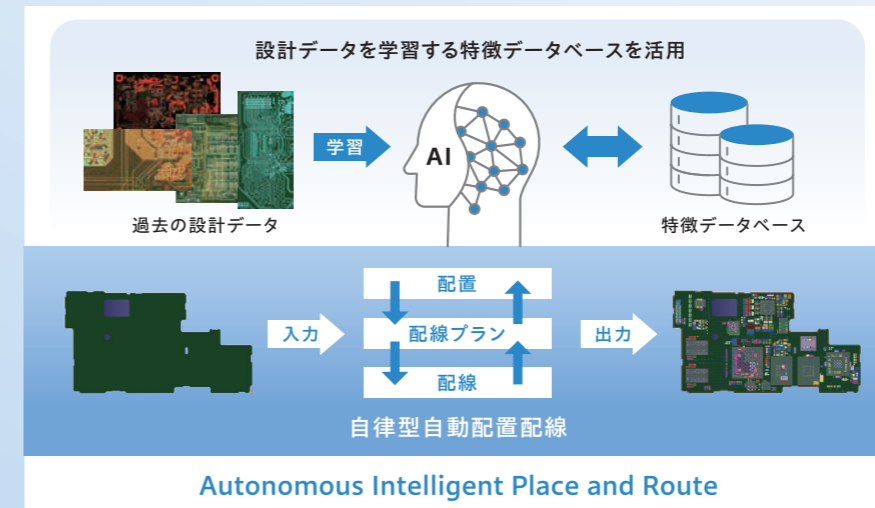 設計データを学習する特徴データベースを活用
学習
AI
過去の設計データ
特徴データベース
配置
入力
配線プラン
出力
配線
自律型自動配置配線
Autonomous Intelligent Place and Route